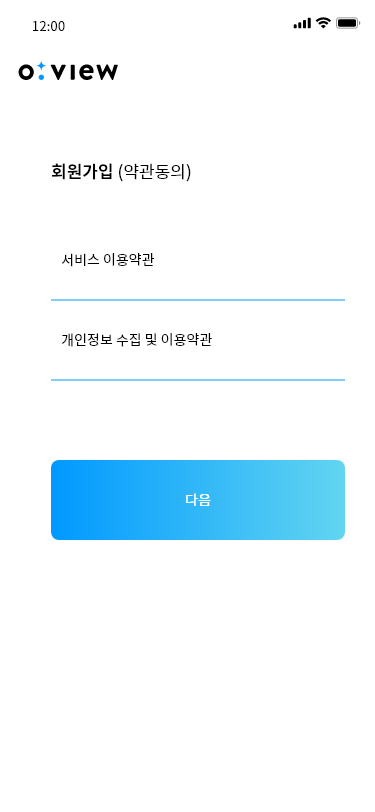 12:00
o:view
회원가입 (약관동의)
서비스 이용약관
개인정보 수집 및 이용약관
다음